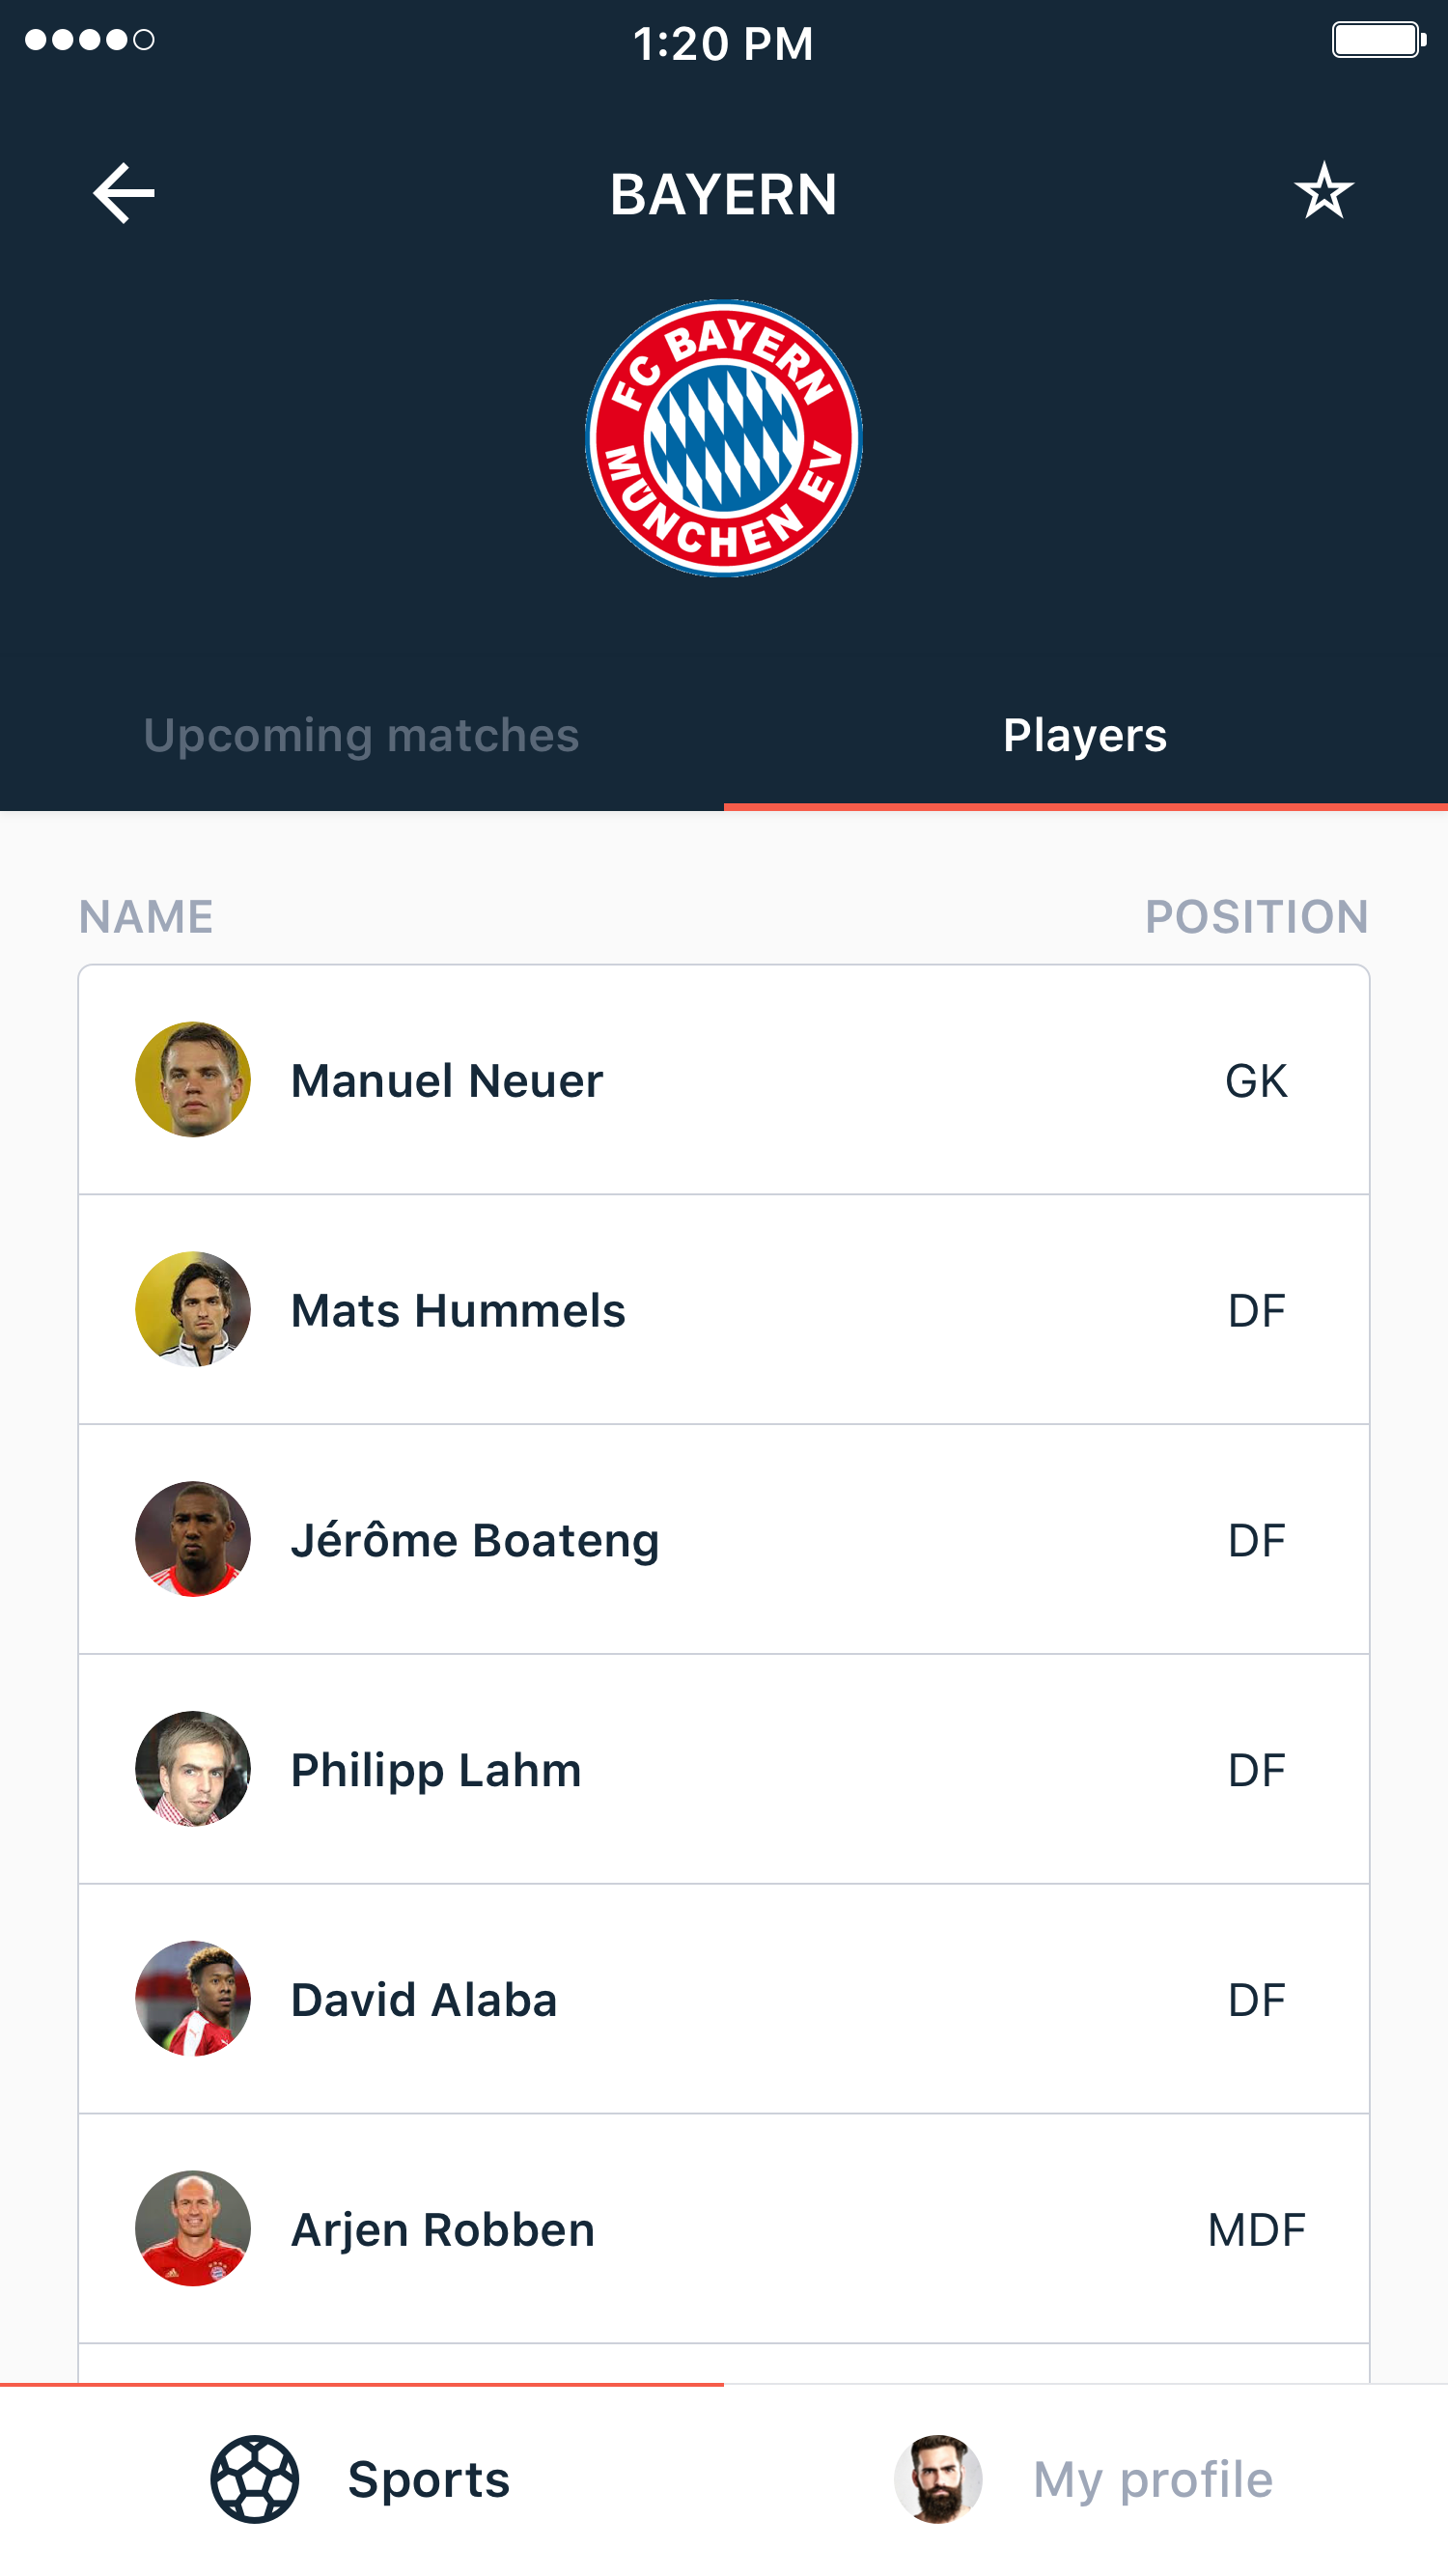 1:20 PM
BAYERN
FC BAYERN
MÜNCHEN EV
Upcoming matches Players
NAME POSITION
Manuel Neuer GK
Mats Hummels DF
Jérôme Boateng DF
Philipp Lahm DF
David Alaba DF
Arjen Robben MDF
Sports My profile